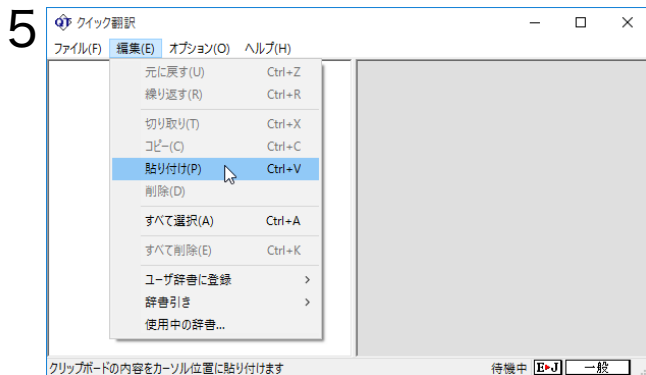 5
QT クイック翻訳
ファイル(F) 編集(E) オプション(O) ヘルプ(H)
元に戻す(U) Ctrl+Z
繰り返す(R) Ctrl+R
切り取り(T) Ctrl+X
コピー(C) Ctrl+C
貼り付け(P) Ctrl+V
削除(D)
すべて選択(A) Ctrl+A
すべて削除(E) Ctrl+K
ユーザ辞書に登録
辞書引き
使用中の辞書...
クリップボードの内容をカーソル位置に貼り付けます 待機中 E▸J 一般